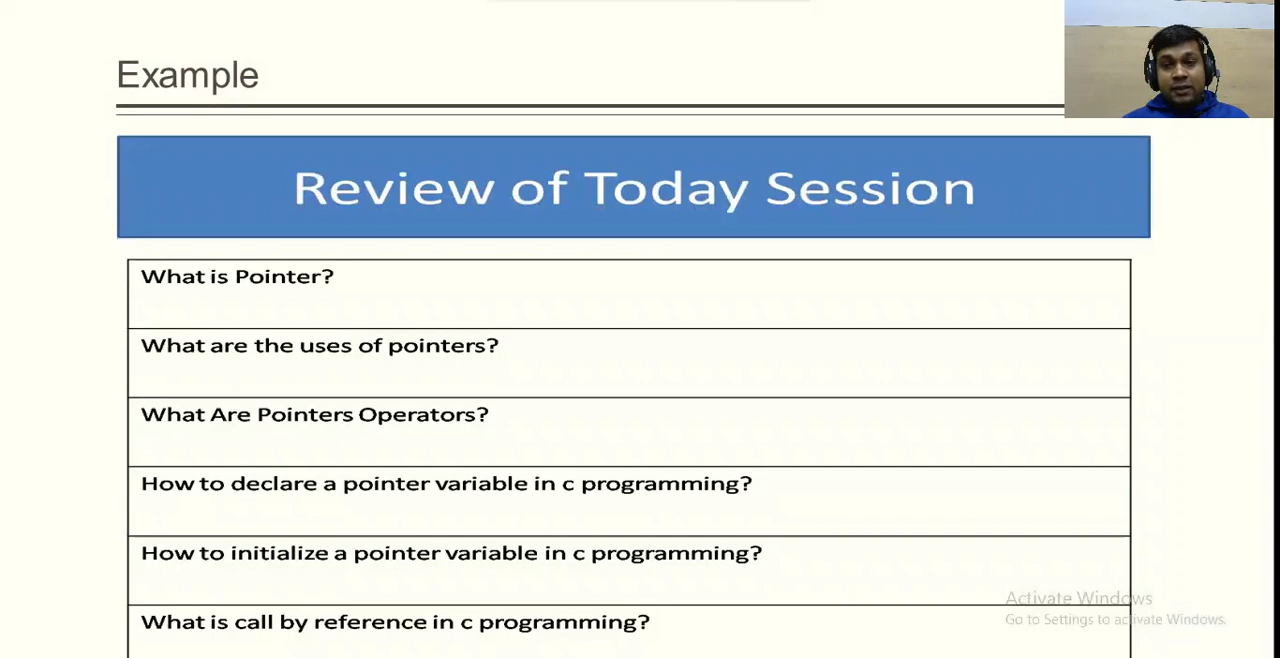 Example
Review of Today Session
What is Pointer?
What are the uses of pointers?
What Are Pointers Operators?
How to declare a pointer variable in c programming?
How to initialize a pointer variable in c programming?
What is call by reference in c programming?
Activate Windows
Go to Settings to activate Windows.